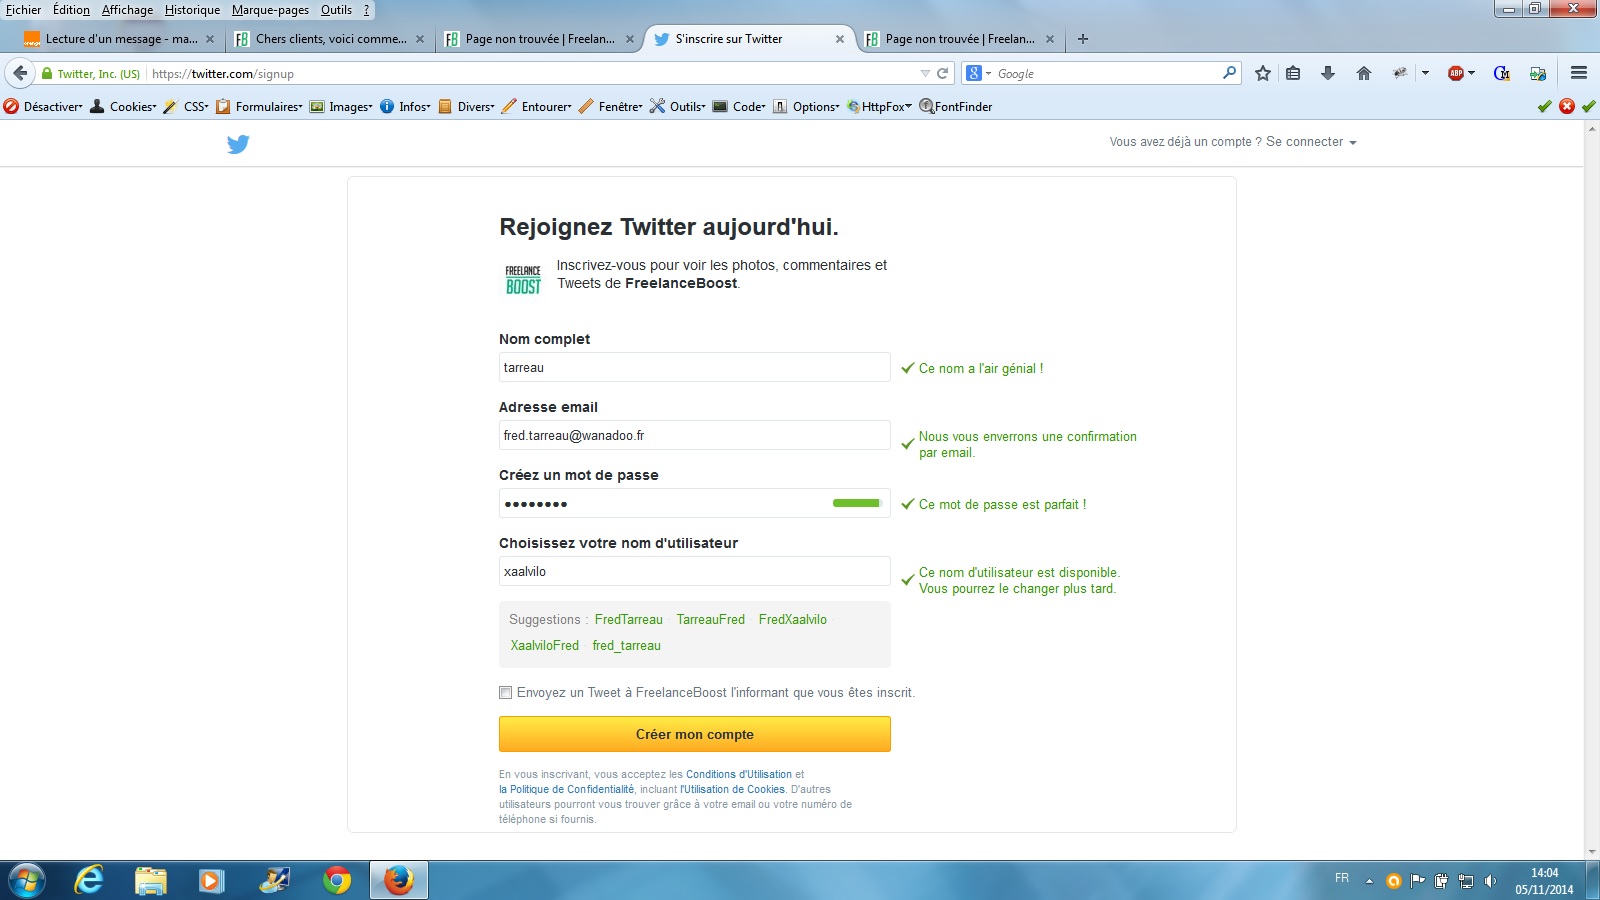 Fichier Édition Affichage Historique Marque-pages Outils ?
Lecture d'un message - ma... Chers clients, voici comme... Page non trouvée | Freelan... S'inscrire sur Twitter Page non trouvée | Freelan...
Twitter, Inc. (US) https://twitter.com/signup Google
Désactiver Cookies CSS Formulaires Images Infos Divers Entourer Fenêtre Outils Code Options HttpFox FontFinder
Vous avez déjà un compte ? Se connecter
Rejoignez Twitter aujourd'hui.
FREELANCE
BOOST
Inscrivez-vous pour voir les photos, commentaires et
Tweets de FreelanceBoost.
Nom complet
tarreau
Ce nom a l'air génial !
Adresse email
fred.tarreau@wanadoo.fr
Nous vous enverrons une confirmation
par email.
Créez un mot de passe
Ce mot de passe est parfait !
Choisissez votre nom d'utilisateur
xaalvilo
Ce nom d'utilisateur est disponible.
Vous pourrez le changer plus tard.
Suggestions : FredTarreau · TarreauFred · FredXaalvilo ·
XaalviloFred · fred_tarreau
Envoyez un Tweet à FreelanceBoost l'informant que vous êtes inscrit.
Créer mon compte
En vous inscrivant, vous acceptez les Conditions d'Utilisation et
la Politique de Confidentialité, incluant l'Utilisation de Cookies. D'autres
utilisateurs pourront vous trouver grâce à votre email ou votre numéro de
téléphone si fournis.
FR
14:04
05/11/2014